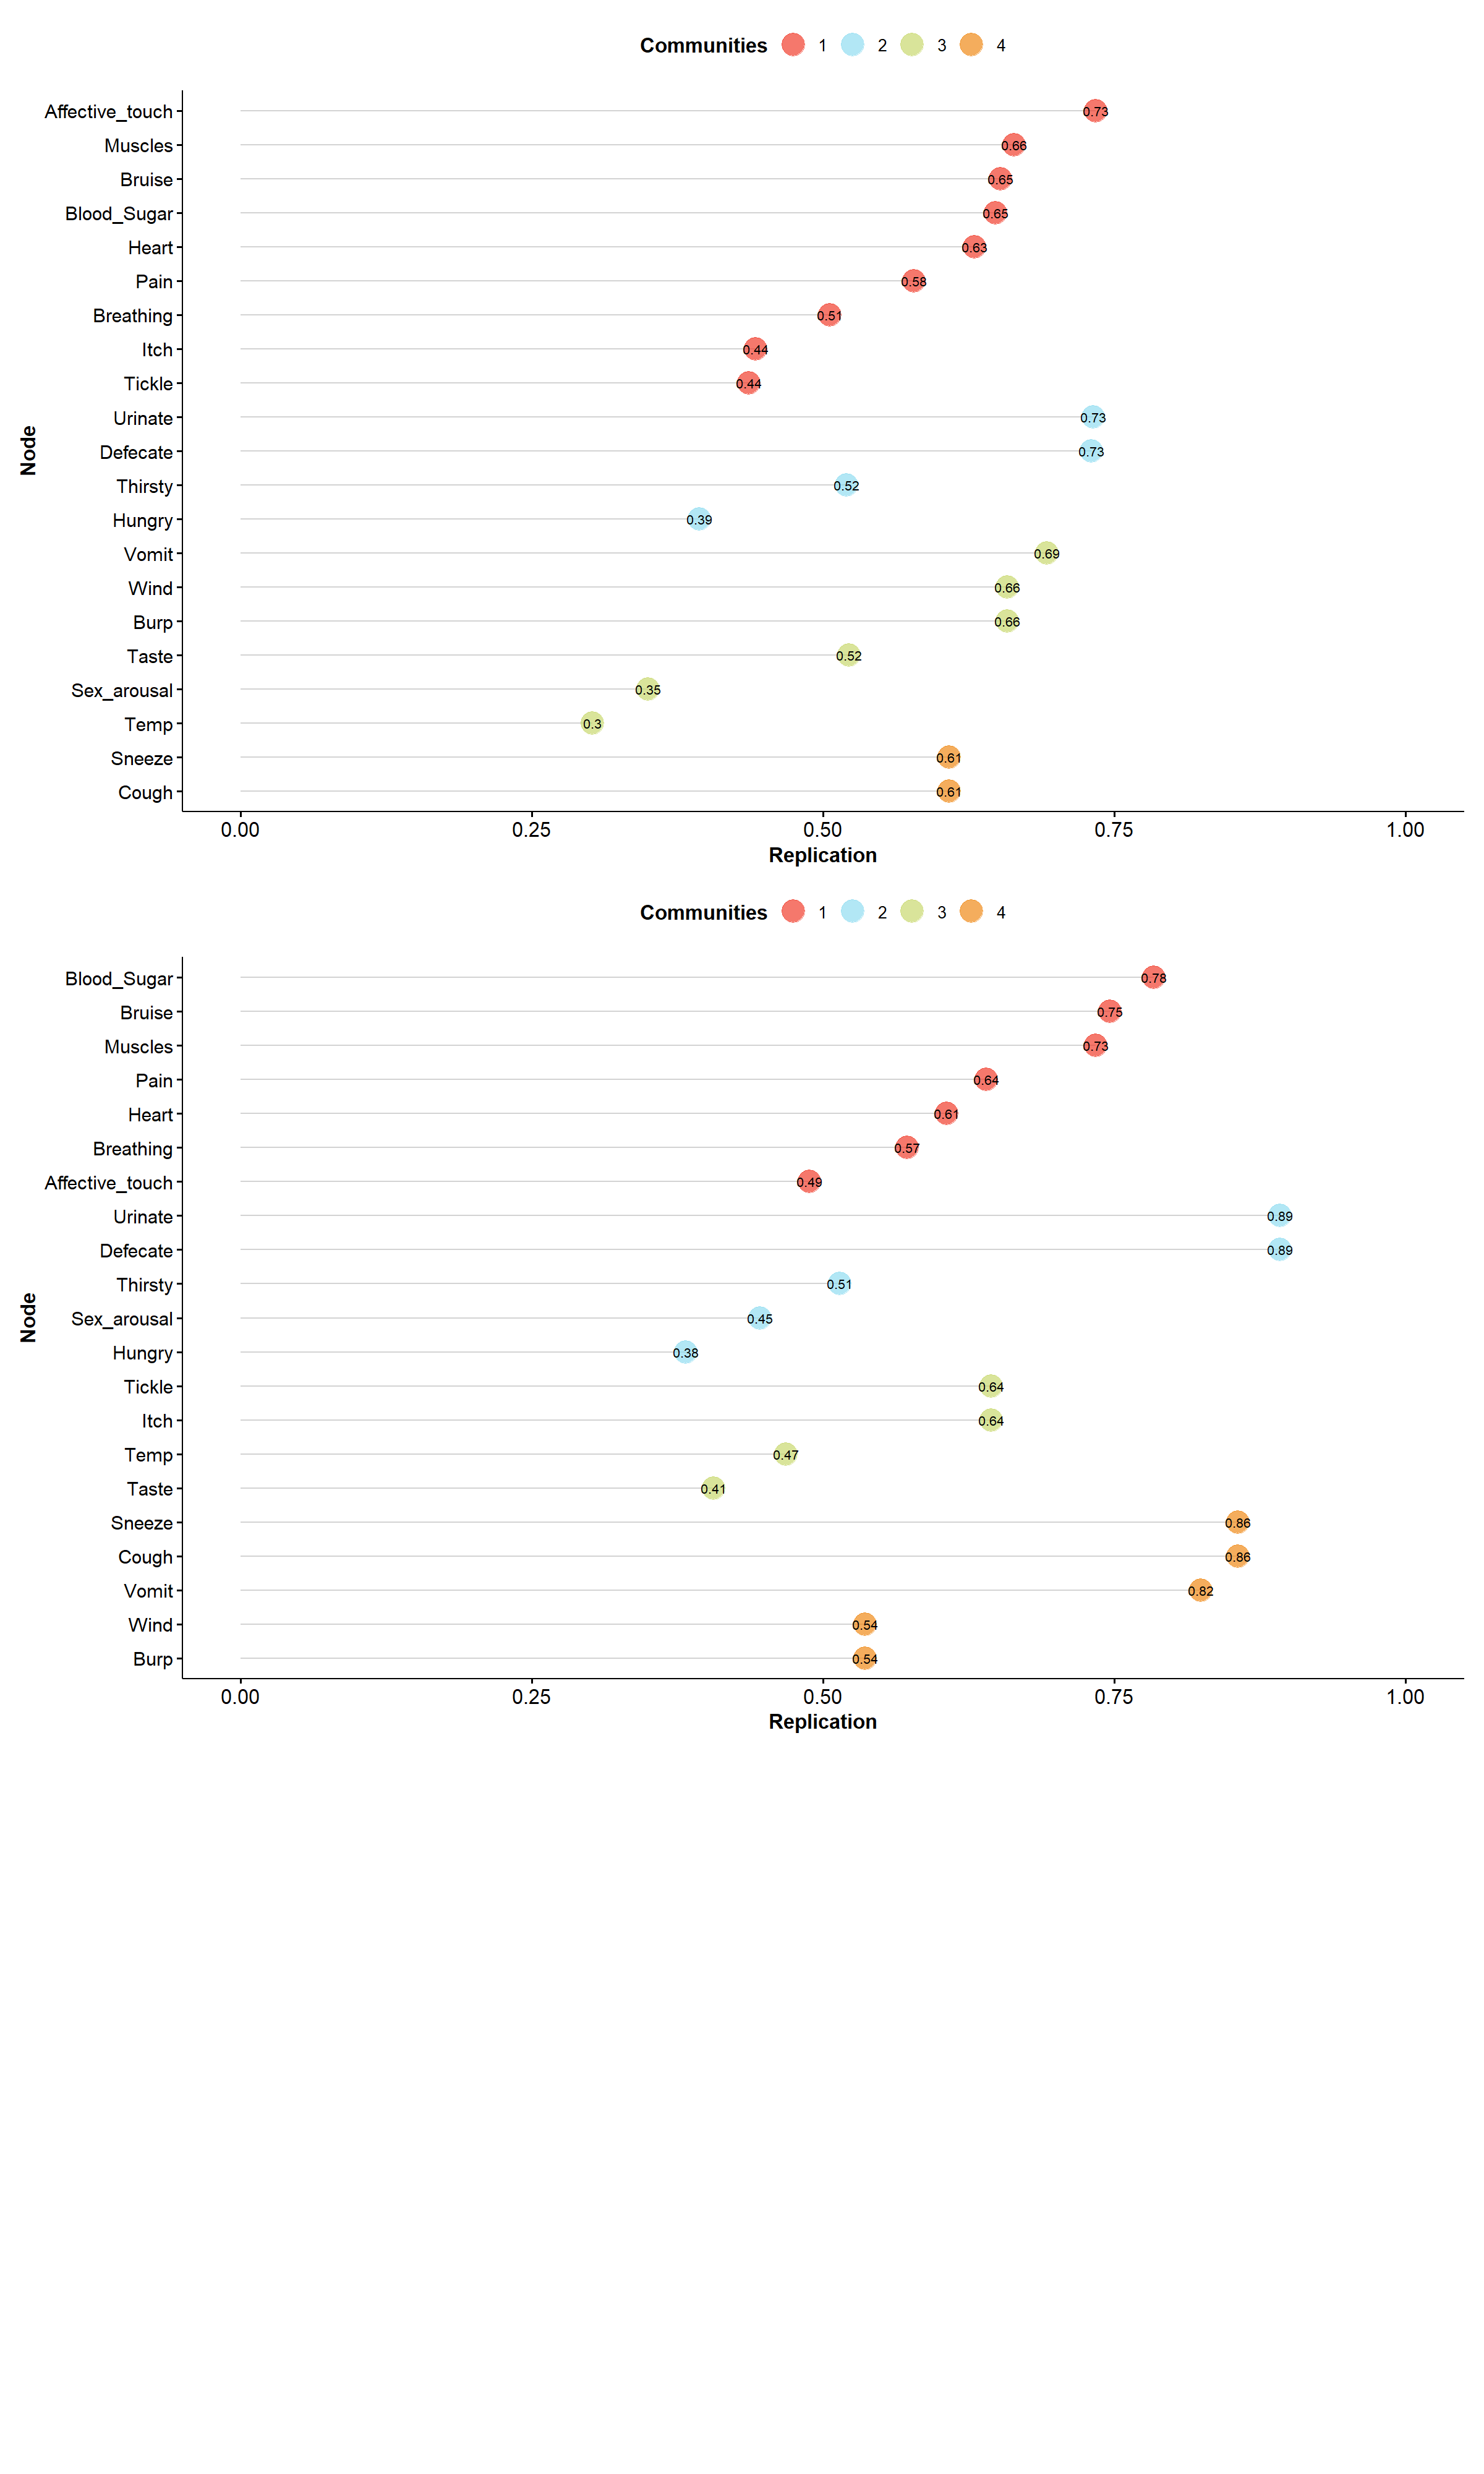 Communities 1 2 3 4
Node
Affective_touch 0.73
Muscles 0.66
Bruise 0.65
Blood_Sugar 0.65
Heart 0.63
Pain 0.58
Breathing 0.51
Itch 0.44
Tickle 0.44
Urinate 0.73
Defecate 0.73
Thirsty 0.52
Hungry 0.39
Vomit 0.69
Wind 0.66
Burp 0.66
Taste 0.52
Sex_arousal 0.35
Temp 0.3
Sneeze 0.61
Cough 0.61
0.00 0.25 0.50 0.75 1.00
Replication
Communities 1 2 3 4
Node
Blood_Sugar 0.78
Bruise 0.75
Muscles 0.73
Pain 0.64
Heart 0.61
Breathing 0.57
Affective_touch 0.49
Urinate 0.89
Defecate 0.89
Thirsty 0.51
Sex_arousal 0.45
Hungry 0.38
Tickle 0.64
Itch 0.64
Temp 0.47
Taste 0.41
Sneeze 0.86
Cough 0.86
Vomit 0.82
Wind 0.54
Burp 0.54
0.00 0.25 0.50 0.75 1.00
Replication